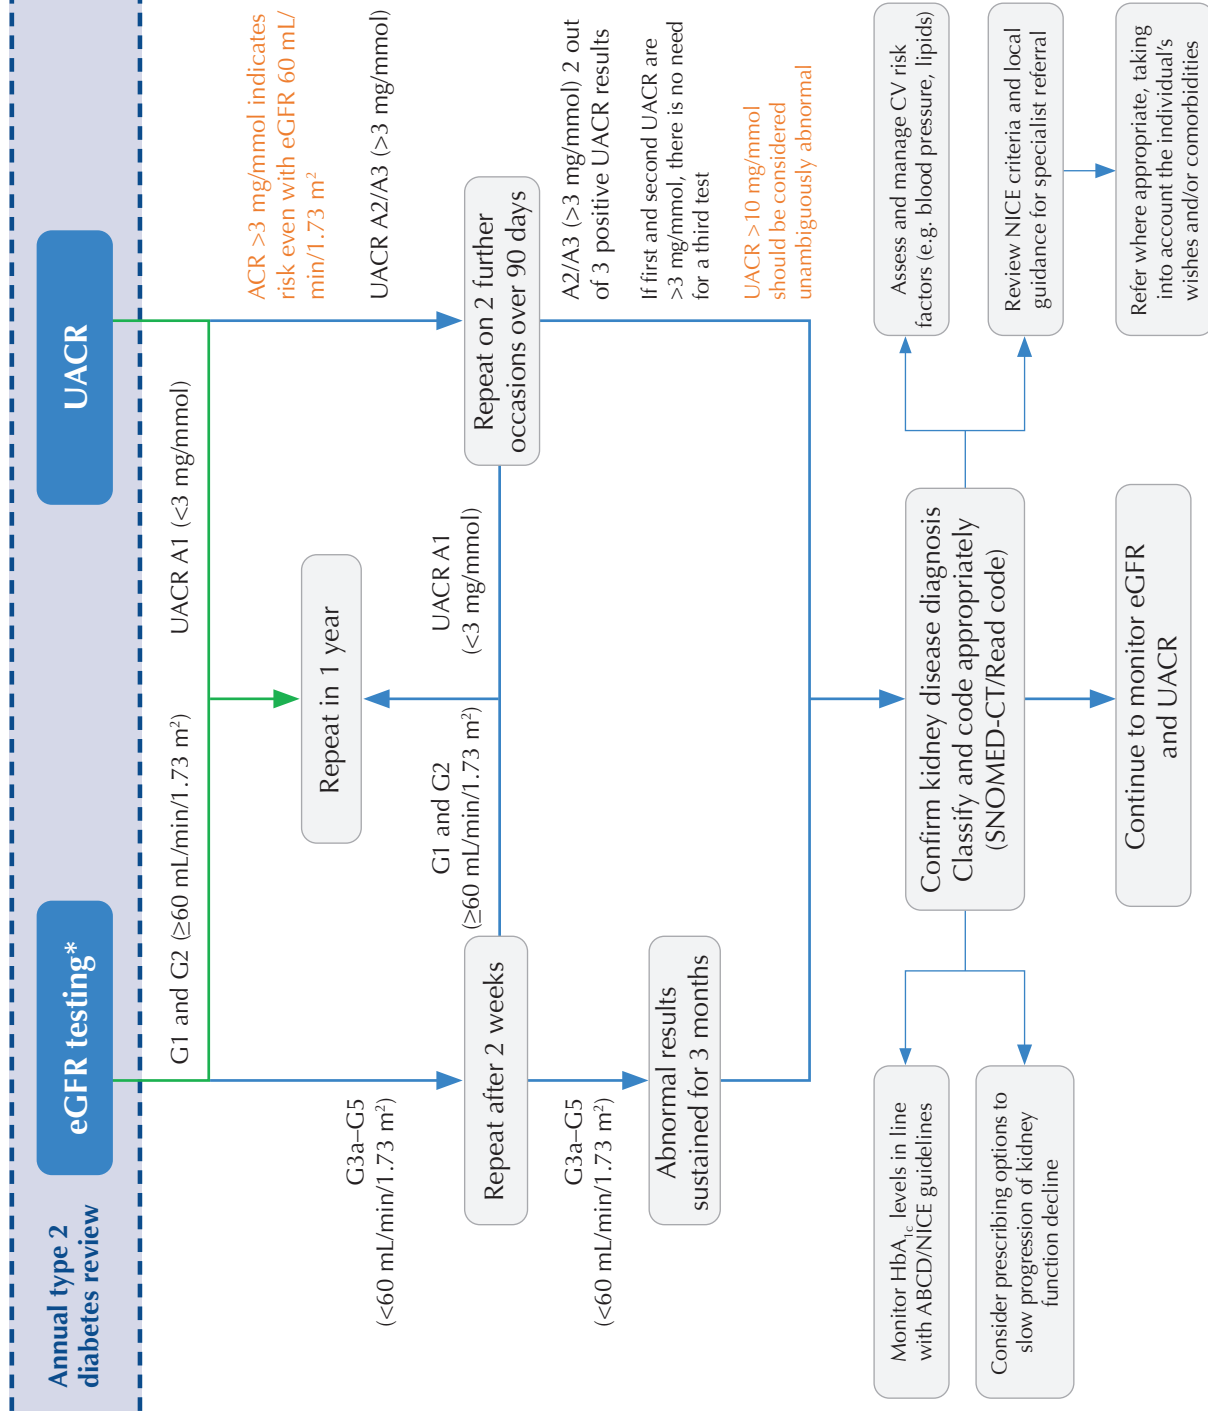 Annual type 2
diabetes review
eGFR testing*
UACR
G1 and G2 (≥60 mL/min/1.73 m²)
UACR A1 (<3 mg/mmol)
ACR >3 mg/mmol indicates
risk even with eGFR 60 mL/
min/1.73 m²
Repeat in 1 year
G3a–G5
(<60 mL/min/1.73 m²)
G1 and G2
(≥60 mL/min/1.73 m²)
UACR A1
(<3 mg/mmol)
UACR A2/A3 (>3 mg/mmol)
Repeat after 2 weeks
Repeat on 2 further
occasions over 90 days
G3a–G5
(<60 mL/min/1.73 m²)
A2/A3 (>3 mg/mmol) 2 out
of 3 positive UACR results
If first and second UACR are
>3 mg/mmol, there is no need
for a third test
Abnormal results
sustained for 3 months
UACR >10 mg/mmol
should be considered
unambiguously abnormal
Monitor HbA1c levels in line
with ABCD/NICE guidelines
Consider prescribing options to
slow progression of kidney
function decline
Confirm kidney disease diagnosis
Classify and code appropriately
(SNOMED-CT/Read code)
Assess and manage CV risk
factors (e.g. blood pressure, lipids)
Review NICE criteria and local
guidance for specialist referral
Continue to monitor eGFR
and UACR
Refer where appropriate, taking
into account the individual's
wishes and/or comorbidities